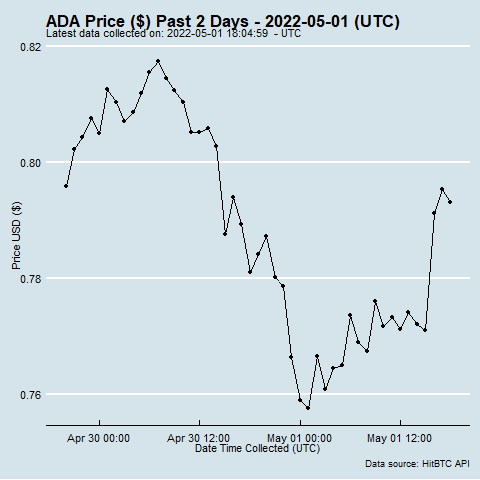 ADA Price ($) Past 2 Days - 2022-05-01 (UTC)
Latest data collected on: 2022-05-01 18:04:59 - UTC
0.82
0.80
0.78
0.76
Price USD ($)
Apr 30 00:00 Apr 30 12:00 May 01 00:00 May 01 12:00
Date Time Collected (UTC)
Data source: HitBTC API